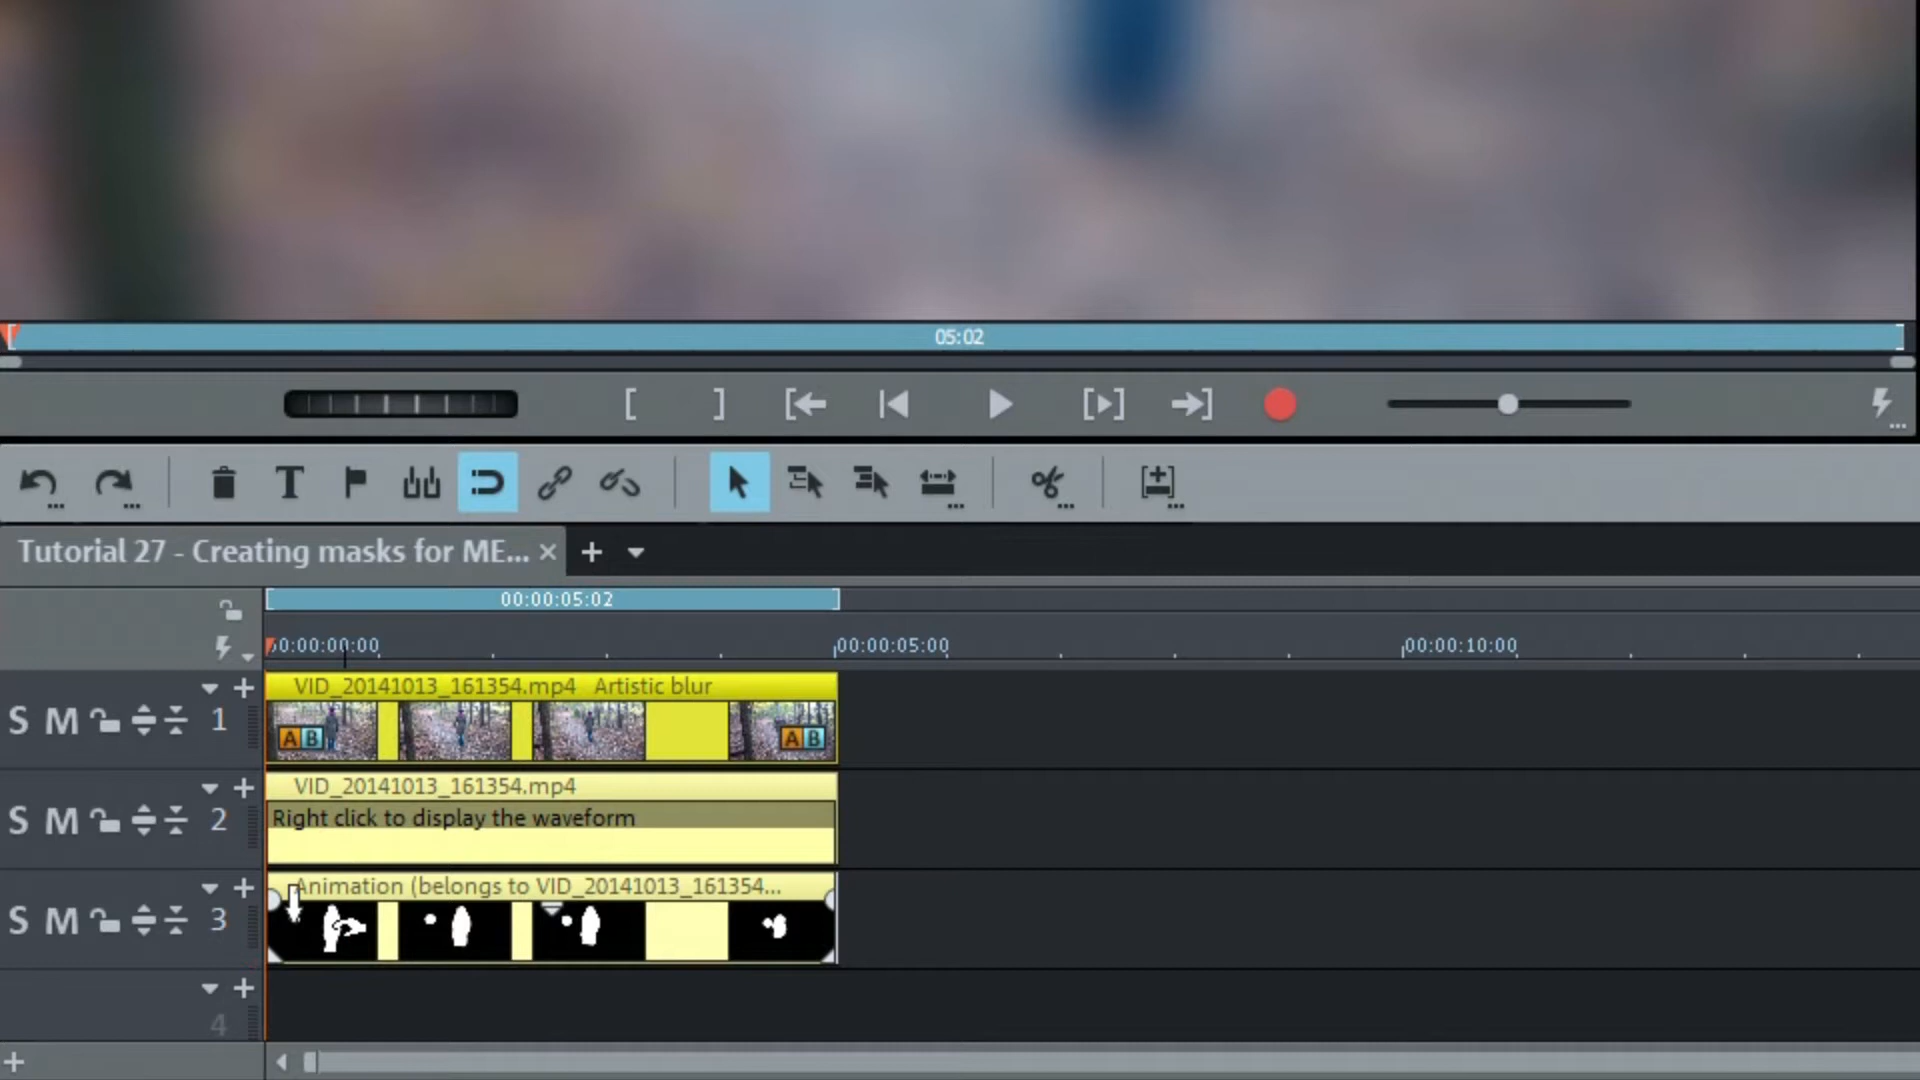 05:02
T
Tutorial 27 - Creating masks for ME...
00:00:05:02
00:00:00:00 00:00:05:00 00:00:10:00
VID_20141013_161354.mp4 Artistic blur
S M 1
A B A B
VID_20141013_161354.mp4
S M 2
Right click to display the waveform
Animation (belongs to VID_20141013_161354...
S M 3
4